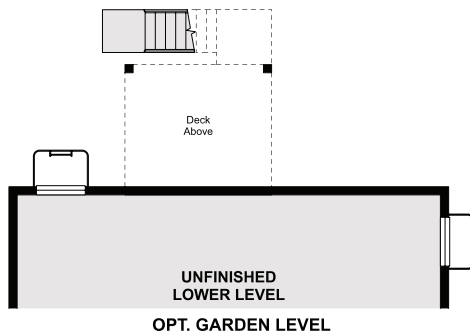 Deck
Above
UNFINISHED
LOWER LEVEL
OPT. GARDEN LEVEL